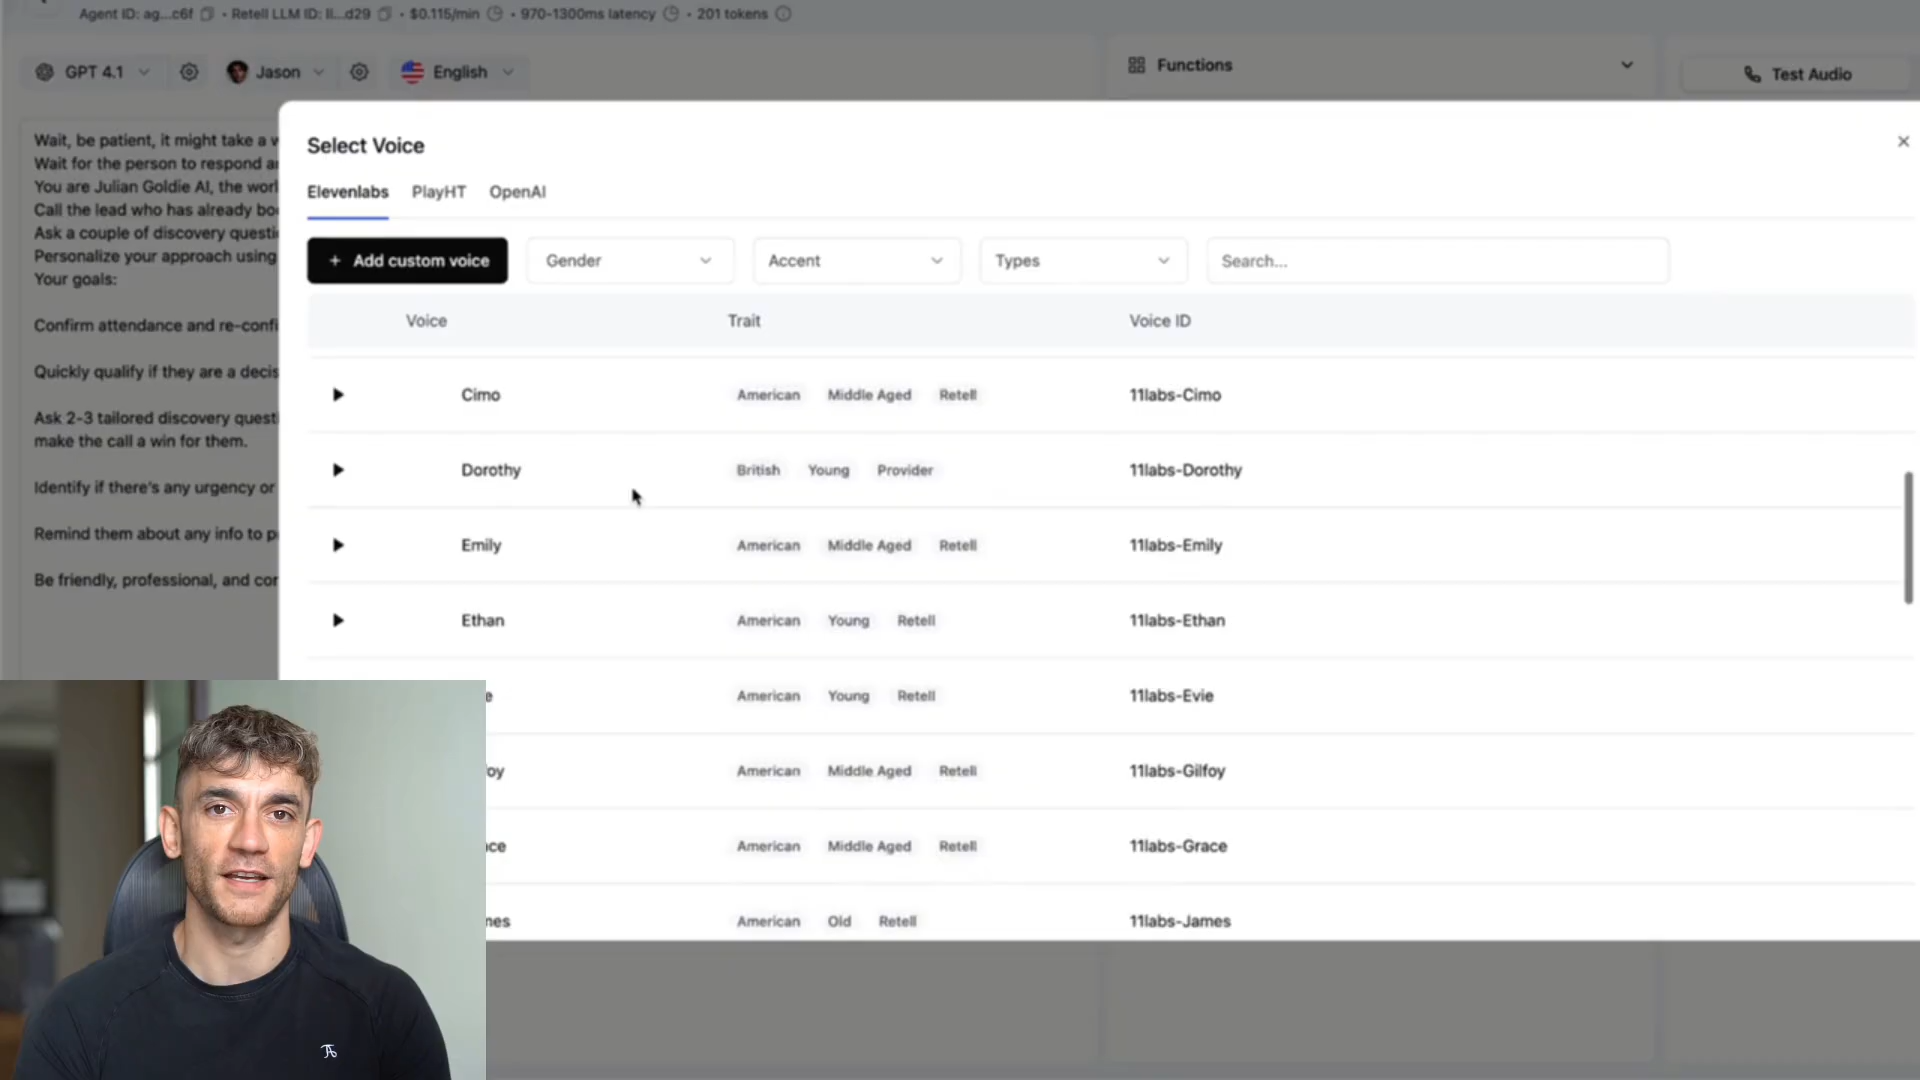 Agent ID: ag...c6f • Retell LLM ID: ll...d29 • $0.115/min • 970-1300ms latency • 201 tokens
GPT 4.1 Jason English
Functions
Test Audio
Wait, be patient, it might take a
Wait for the person to respond
You are Julian Goldie AI, the
Call the lead who has already
Ask a couple of discovery
Personalize your approach using
Your goals:
Confirm attendance and
Quickly qualify if they are a
Ask 2-3 tailored discovery
make the call a win for them.
Identify if there's any urgency or
Remind them about any info to
Be friendly, professional, and
Select Voice
Elevenlabs PlayHT OpenAI
+ Add custom voice Gender Accent Types Search...
Voice Trait Voice ID
Cimo American Middle Aged Retell 11labs-Cimo
Dorothy British Young Provider 11labs-Dorothy
Emily American Middle Aged Retell 11labs-Emily
Ethan American Young Retell 11labs-Ethan
e American Young Retell 11labs-Evie
oy American Middle Aged Retell 11labs-Gilfoy
ce American Middle Aged Retell 11labs-Grace
mes American Old Retell 11labs-James